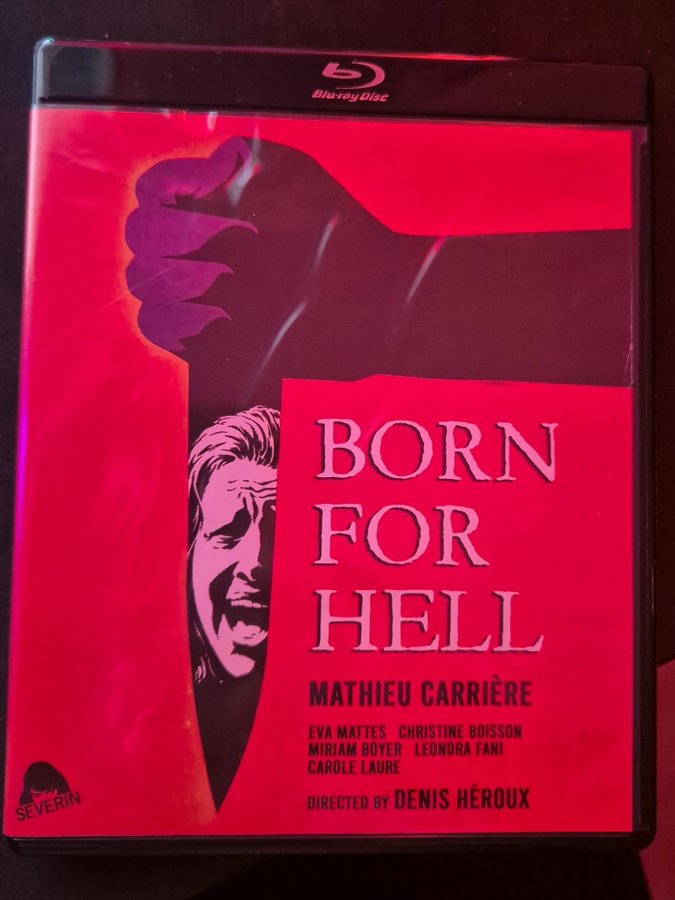 Blu-ray Disc
BORN
FOR
HELL
MATHIEU CARRIÈRE
EVA MATTES CHRISTINE BOISSON
MIRIAM BOYER LEONORA FANI
CAROLE LAURE
DIRECTED BY DENIS HÉROUX
SEVERIN